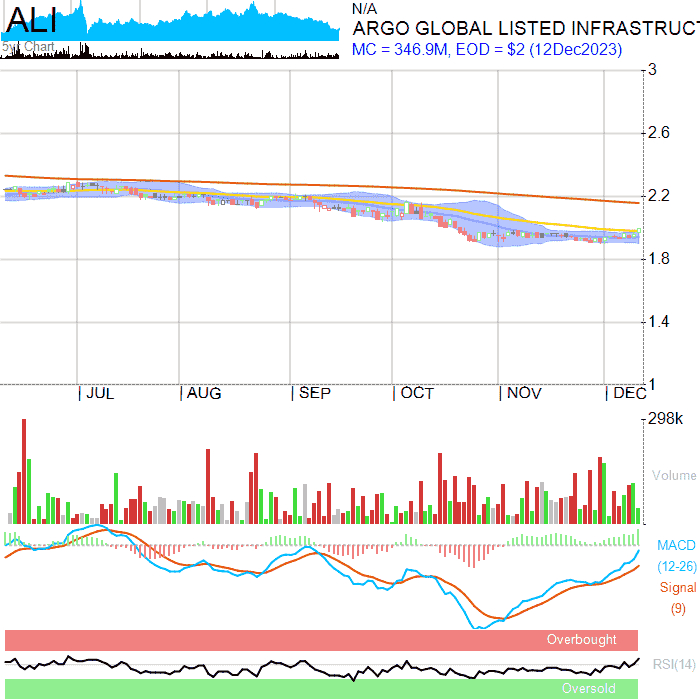 ALI
5yr Chart
N/A
ARGO GLOBAL LISTED INFRASTRUCT
MC = 346.9M, EOD = $2 (12Dec2023)
3
2.6
2.2
1.8
1.4
1
JUL AUG SEP OCT NOV DEC
298k
Volume
MACD
(12-26)
Signal
(9)
Overbought
RSI(14)
Oversold